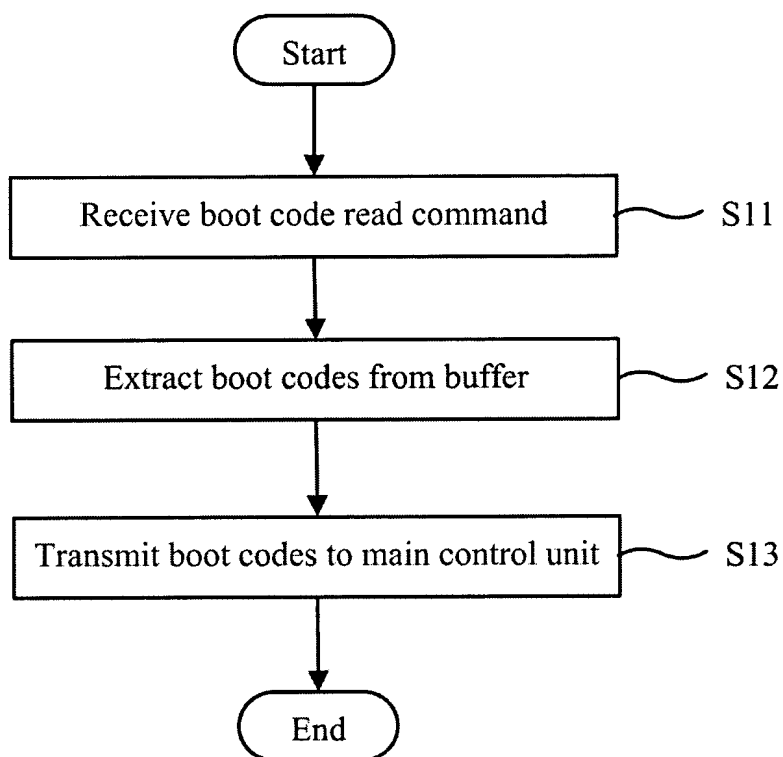 Start
Receive boot code read command
S11
Extract boot codes from buffer
S12
Transmit boot codes to main control unit
S13
End